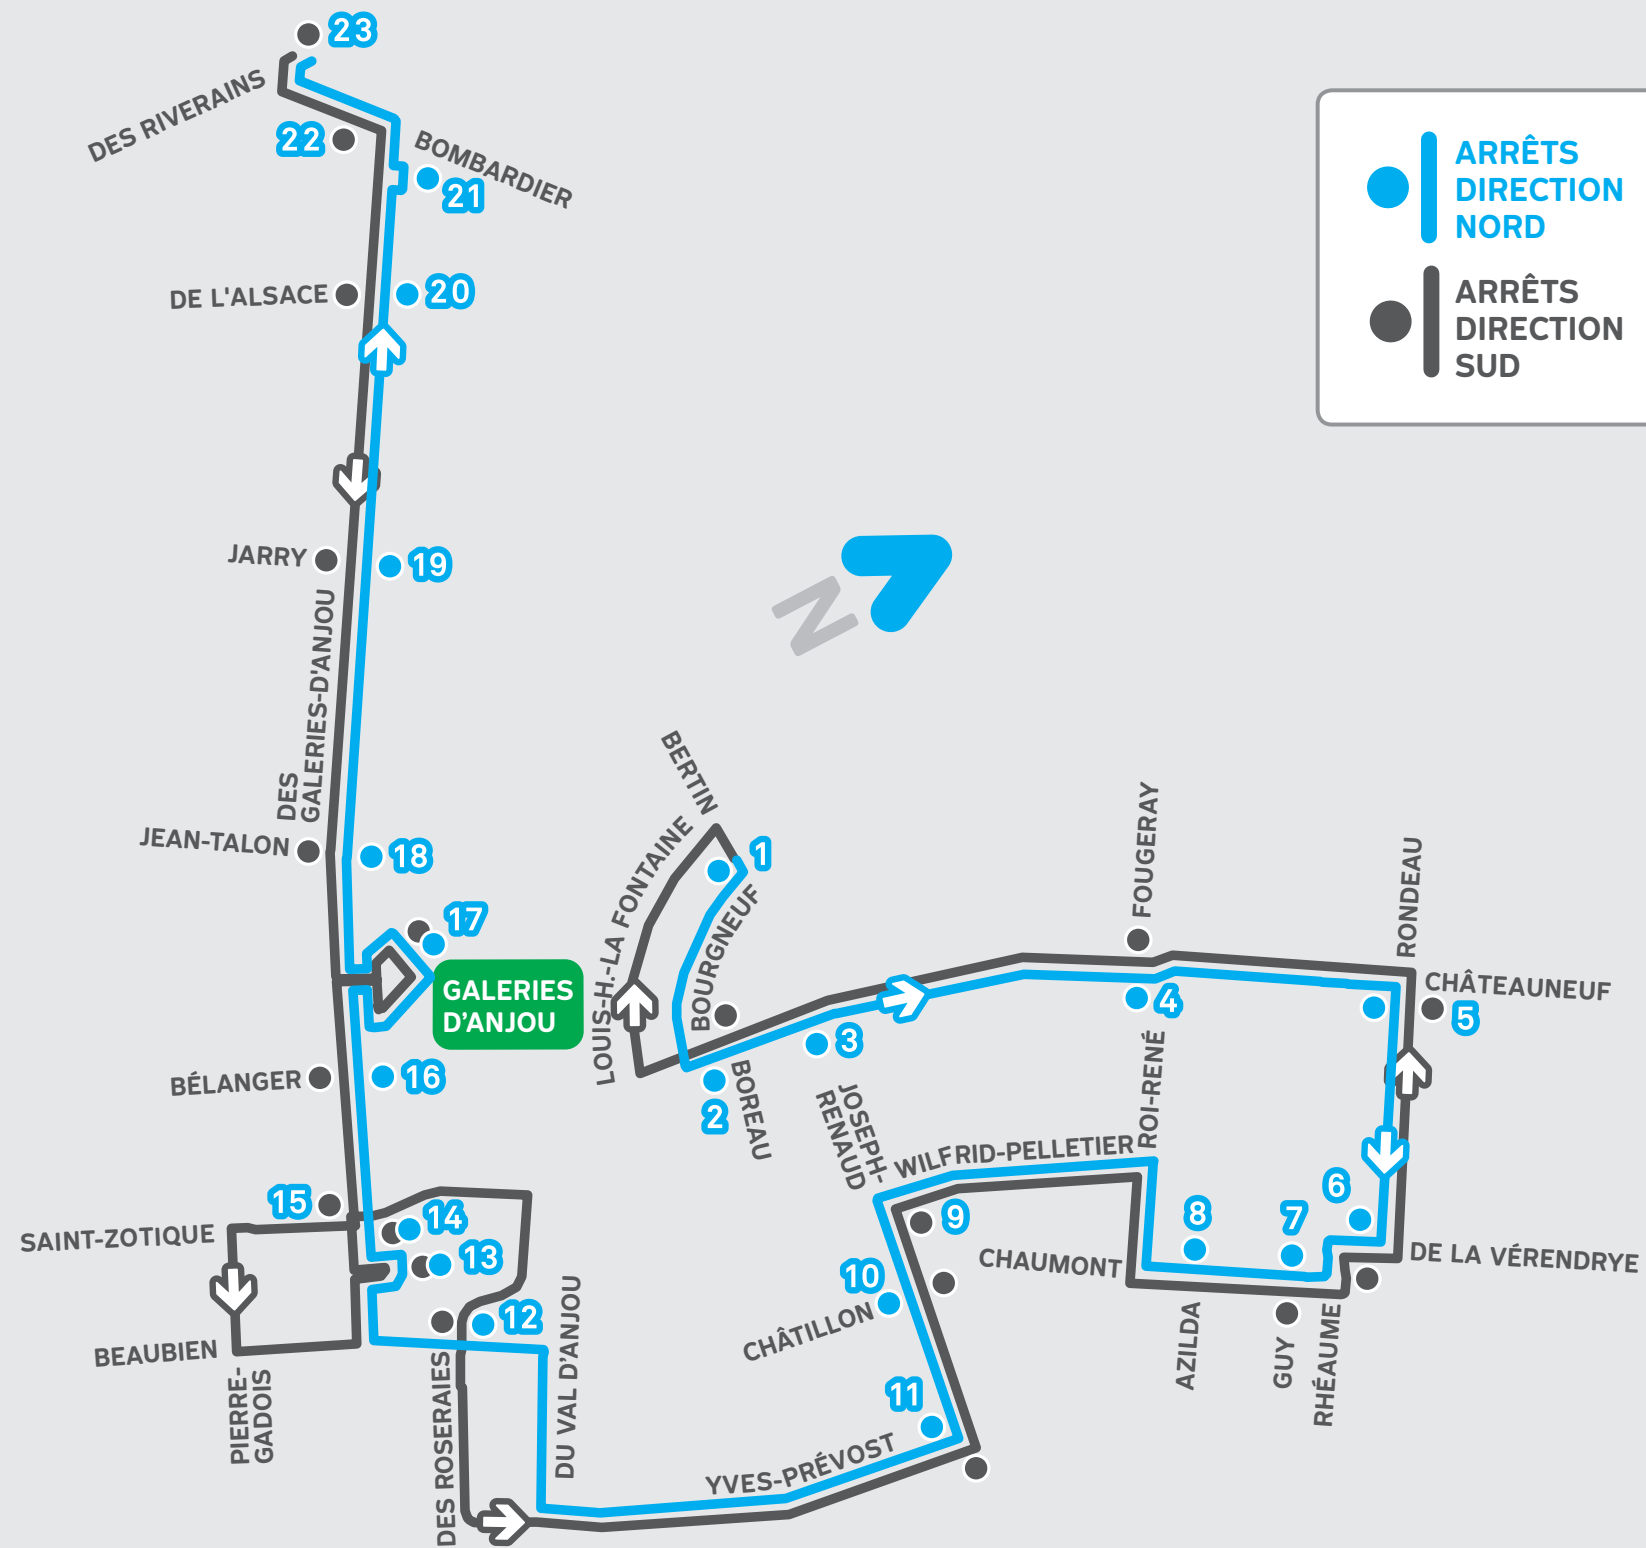 23
DES RIVERAINS
22
BOMBARDIER
21
ARRÊTS
DIRECTION
NORD
ARRÊTS
DIRECTION
SUD
DE L'ALSACE
20
JARRY
19
N
DES
GALERIES-D'ANJOU
JEAN-TALON
18
BERTIN
1
LOUIS-H.-LA FONTAINE
BOURGNEUF
FOUGERAY
RONDEAU
17
GALERIES
D'ANJOU
CHÂTEAUNEUF
4
5
3
BÉLANGER
16
2
BOREAU
JOSEPH-
RENAUD
WILFRID-PELLETIER
ROI-RENÉ
15
SAINT-ZOTIQUE
14
13
9
8
7
6
CHAUMONT
DE LA VÉRENDRYE
10
CHÂTILLON
12
BEAUBIEN
PIERRE-
GADOIS
DES ROSERAIES
DU VAL D'ANJOU
AZILDA
GUY
RHÉAUME
11
YVES-PRÉVOST